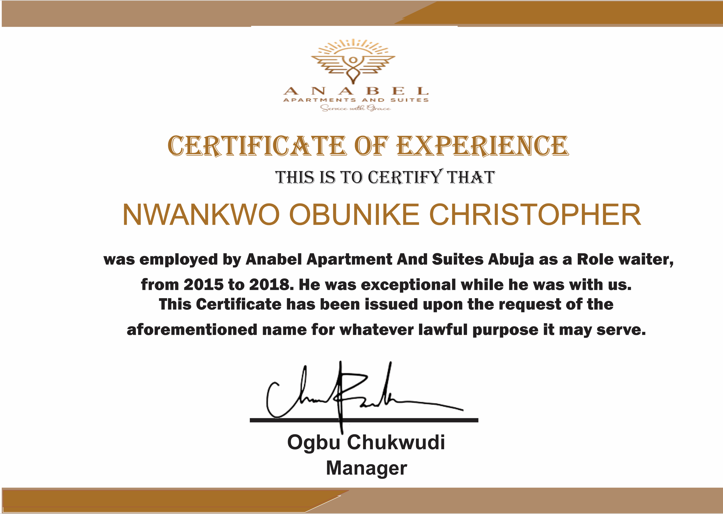 ANABEL
APARTMENTS AND SUITES
Service with Grace
CERTIFICATE OF EXPERIENCE
THIS IS TO CERTIFY THAT
NWANKWO OBUNIKE CHRISTOPHER
was employed by Anabel Apartment And Suites Abuja as a Role waiter,
from 2015 to 2018. He was exceptional while he was with us.
This Certificate has been issued upon the request of the
aforementioned name for whatever lawful purpose it may serve.
Ogbu Chukwudi
Manager